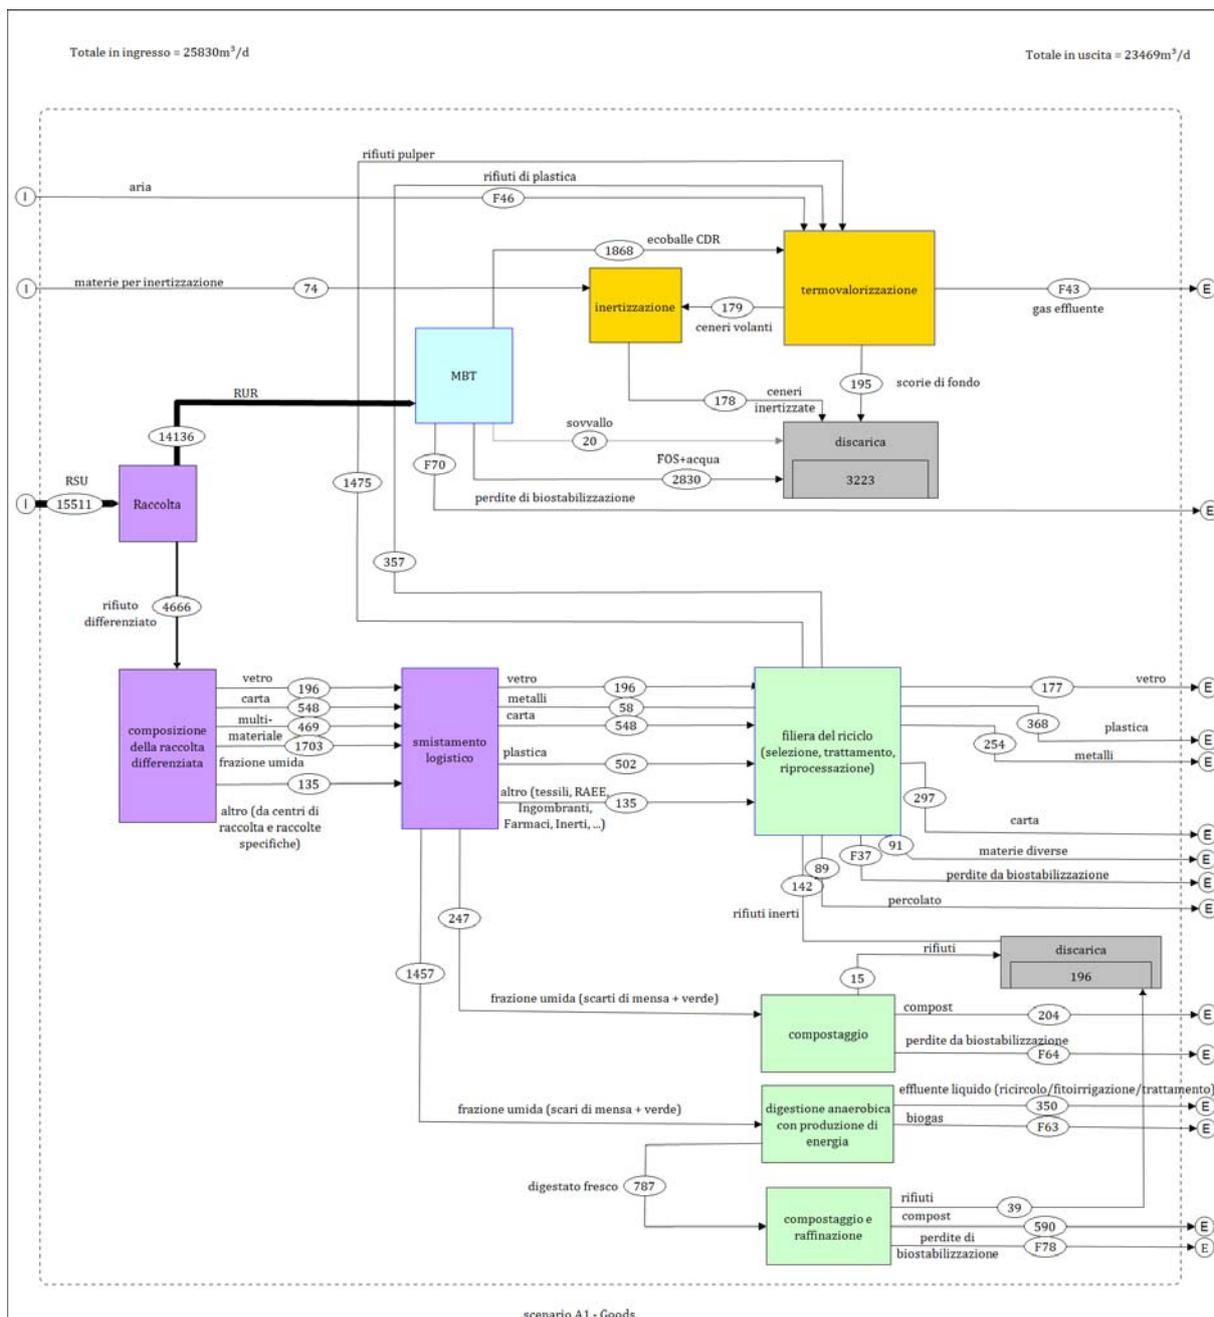 Totale in ingresso = 25830m³/d
Totale in uscita = 23469m³/d
rifiuti pulper
rifiuti di plastica
I
aria
F46
ecoballe CDR
1868
I
materie per inertizzazione
74
inertizzazione
179
ceneri volanti
termovalorizzazione
F43
gas effluente
E
MBT
195
scorie di fondo
178
ceneri
inertizzate
RUR
14136
sovvallo
20
discarica
3223
F70
FOS+acqua
2830
1475
perdite di biostabilizzazione
E
I
RSU
15511
Raccolta
357
rifiuto
differenziato
4666
composizione
della raccolta
differenziata
vetro
196
carta
548
multi-
469
materiale
1703
frazione umida
135
altro (da centri di
raccolta e raccolte
specifiche)
smistamento
logistico
vetro
196
metalli
58
carta
548
plastica
502
altro (tessili, RAEE,
Ingombranti,
Farmaci, Inerti, ...)
135
filiera del riciclo
(selezione, trattamento,
riprocessazione)
177
vetro
E
368
plastica
E
254
metalli
E
297
carta
E
91
materie diverse
E
F37
perdite da biostabilizzazione
E
89
percolato
E
142
rifiuti inerti
247
1457
rifiuti
15
discarica
196
frazione umida (scarti di mensa + verde)
compostaggio
compost
204
E
perdite da biostabilizzazione
F64
E
frazione umida (scari di mensa + verde)
digestione anaerobica
con produzione di
energia
effluente liquido (ricircolo/fitoirrigazione/trattamento)
350
E
biogas
F63
E
digestato fresco
787
compostaggio e
raffinazione
rifiuti
39
compost
590
E
perdite di
biostabilizzazione
F78
E
scenario A1 - Goods